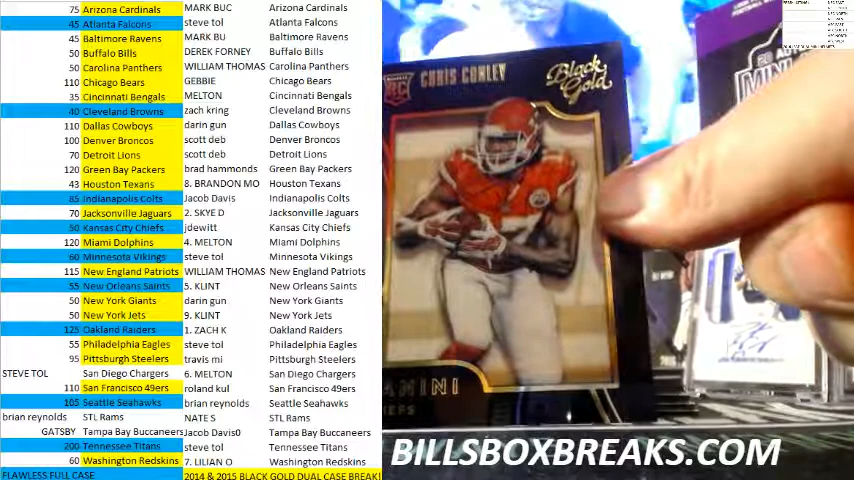 75 Arizona Cardinals MARK BUC Arizona Cardinals
45 Atlanta Falcons steve tol Atlanta Falcons
45 Baltimore Ravens MARK BU Baltimore Ravens
50 Buffalo Bills DEREK FORNEY Buffalo Bills
50 Carolina Panthers WILLIAM THOMAS Carolina Panthers
110 Chicago Bears GEBBIE Chicago Bears
35 Cincinnati Bengals MELTON Cincinnati Bengals
40 Cleveland Browns zach kring Cleveland Browns
110 Dallas Cowboys darin gun Dallas Cowboys
100 Denver Broncos scott deb Denver Broncos
70 Detroit Lions scott deb Detroit Lions
120 Green Bay Packers brad hammonds Green Bay Packers
43 Houston Texans 8. BRANDON MO Houston Texans
85 Indianapolis Colts Jacob Davis Indianapolis Colts
70 Jacksonville Jaguars 2. SKYE D Jacksonville Jaguars
50 Kansas City Chiefs jdewitt Kansas City Chiefs
120 Miami Dolphins 4. MELTON Miami Dolphins
60 Minnesota Vikings steve tol Minnesota Vikings
115 New England Patriots WILLIAM THOMAS New England Patriots
55 New Orleans Saints 5. KLINT New Orleans Saints
50 New York Giants darin gun New York Giants
50 New York Jets 9. KLINT New York Jets
125 Oakland Raiders 1. ZACH K Oakland Raiders
55 Philadelphia Eagles steve tol Philadelphia Eagles
95 Pittsburg Steelers travis mi Pittsburg Steelers
STEVE TOL San Diego Chargers 6. MELTON San Diego Chargers
110 San Francisco 49ers roland kul San Francisco 49ers
105 Seattle Seahawks brian reynolds Seattle Seahawks
brian reynolds STL Rams NATE S STL Rams
GATSBY Tampa Bay Buccaneers Jacob Davis0 Tampa Bay Buccaneers
200 Tennessee Titans steve tol Tennessee Titans
60 Washington Redskins 7. LILIAN O Washington Redskins
FLAWLESS FULL CASE 2014 & 2015 BLACK GOLD DUAL CASE BREAK!
RC CHRIS CONLEY Black Gold
BILLSBOXBREAKS.COM